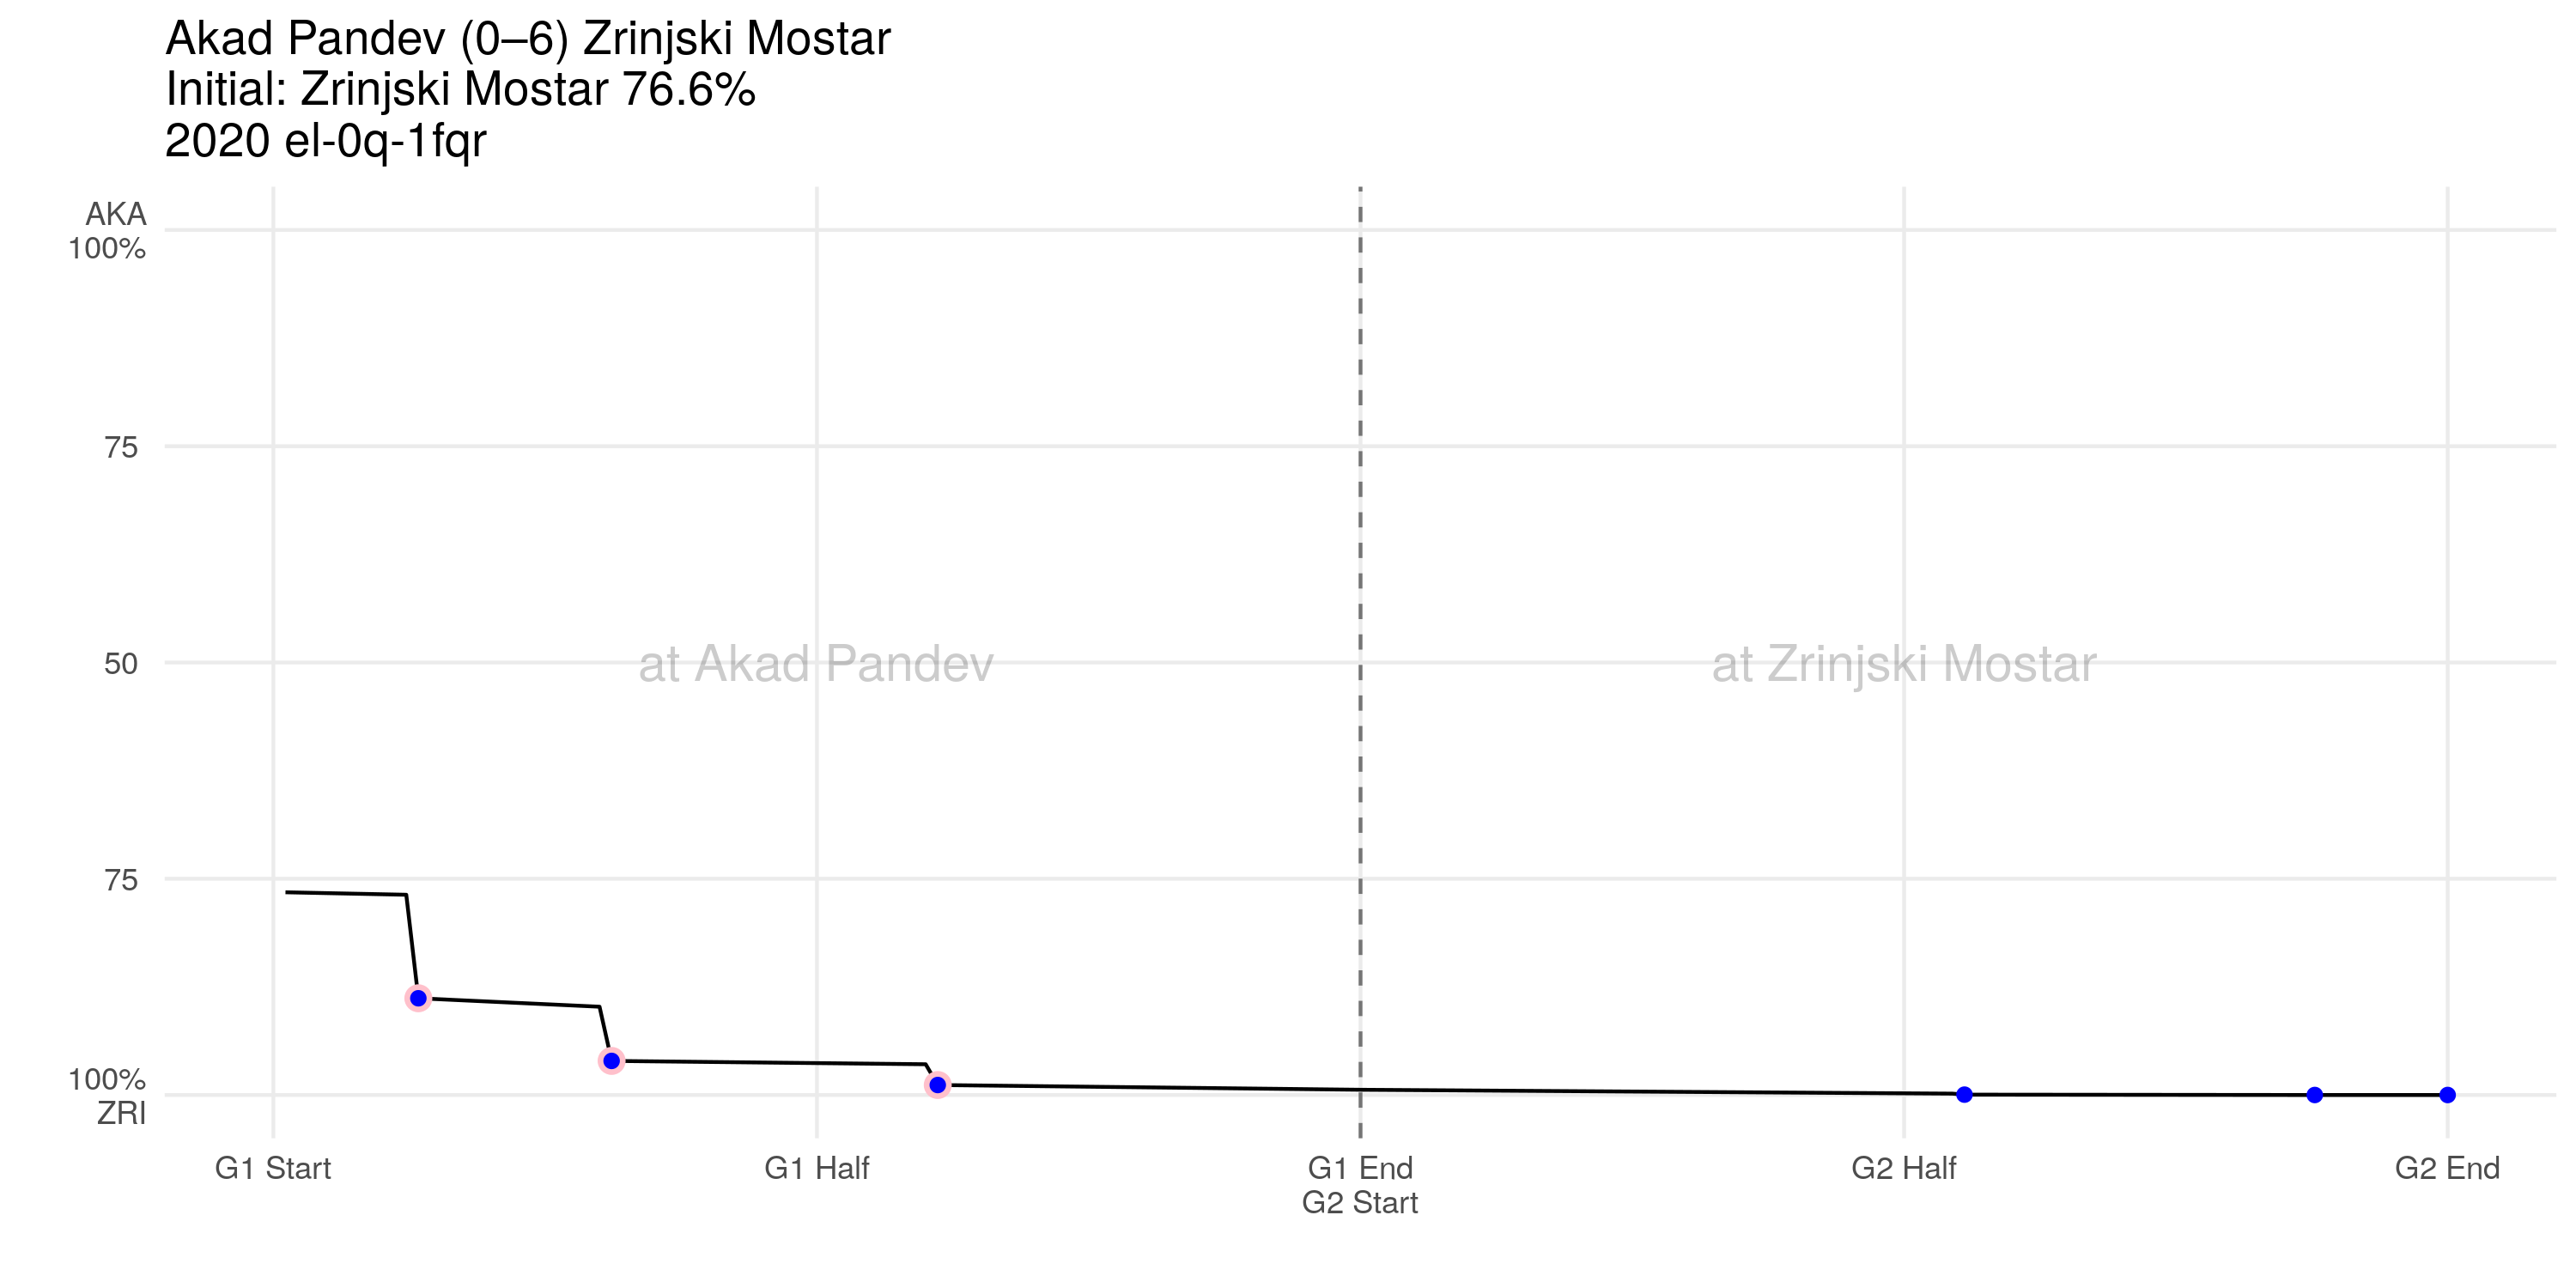 Akad Pandev (0–6) Zrinjski Mostar
Initial: Zrinjski Mostar 76.6%
2020 el-0q-1fqr
AKA
100%
75
50
75
100%
ZRI
at Akad Pandev
at Zrinjski Mostar
G1 Start
G1 Half
G1 End
G2 Start
G2 Half
G2 End